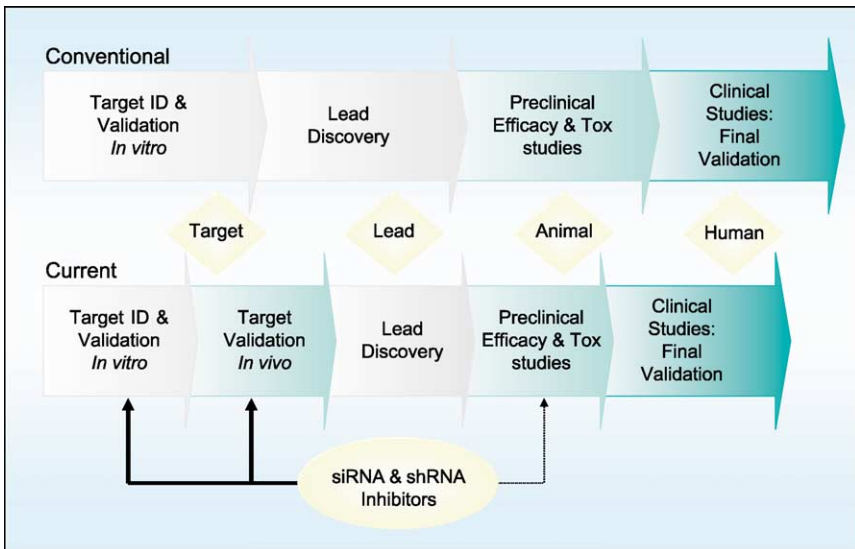 Conventional
Target ID &
Validation
In vitro
Lead
Discovery
Preclinical
Efficacy & Tox
studies
Clinical
Studies:
Final
Validation
Target
Lead
Animal
Human
Current
Target ID &
Validation
In vitro
Target
Validation
In vivo
Lead
Discovery
Preclinical
Efficacy & Tox
studies
Clinical
Studies:
Final
Validation
siRNA & shRNA
Inhibitors